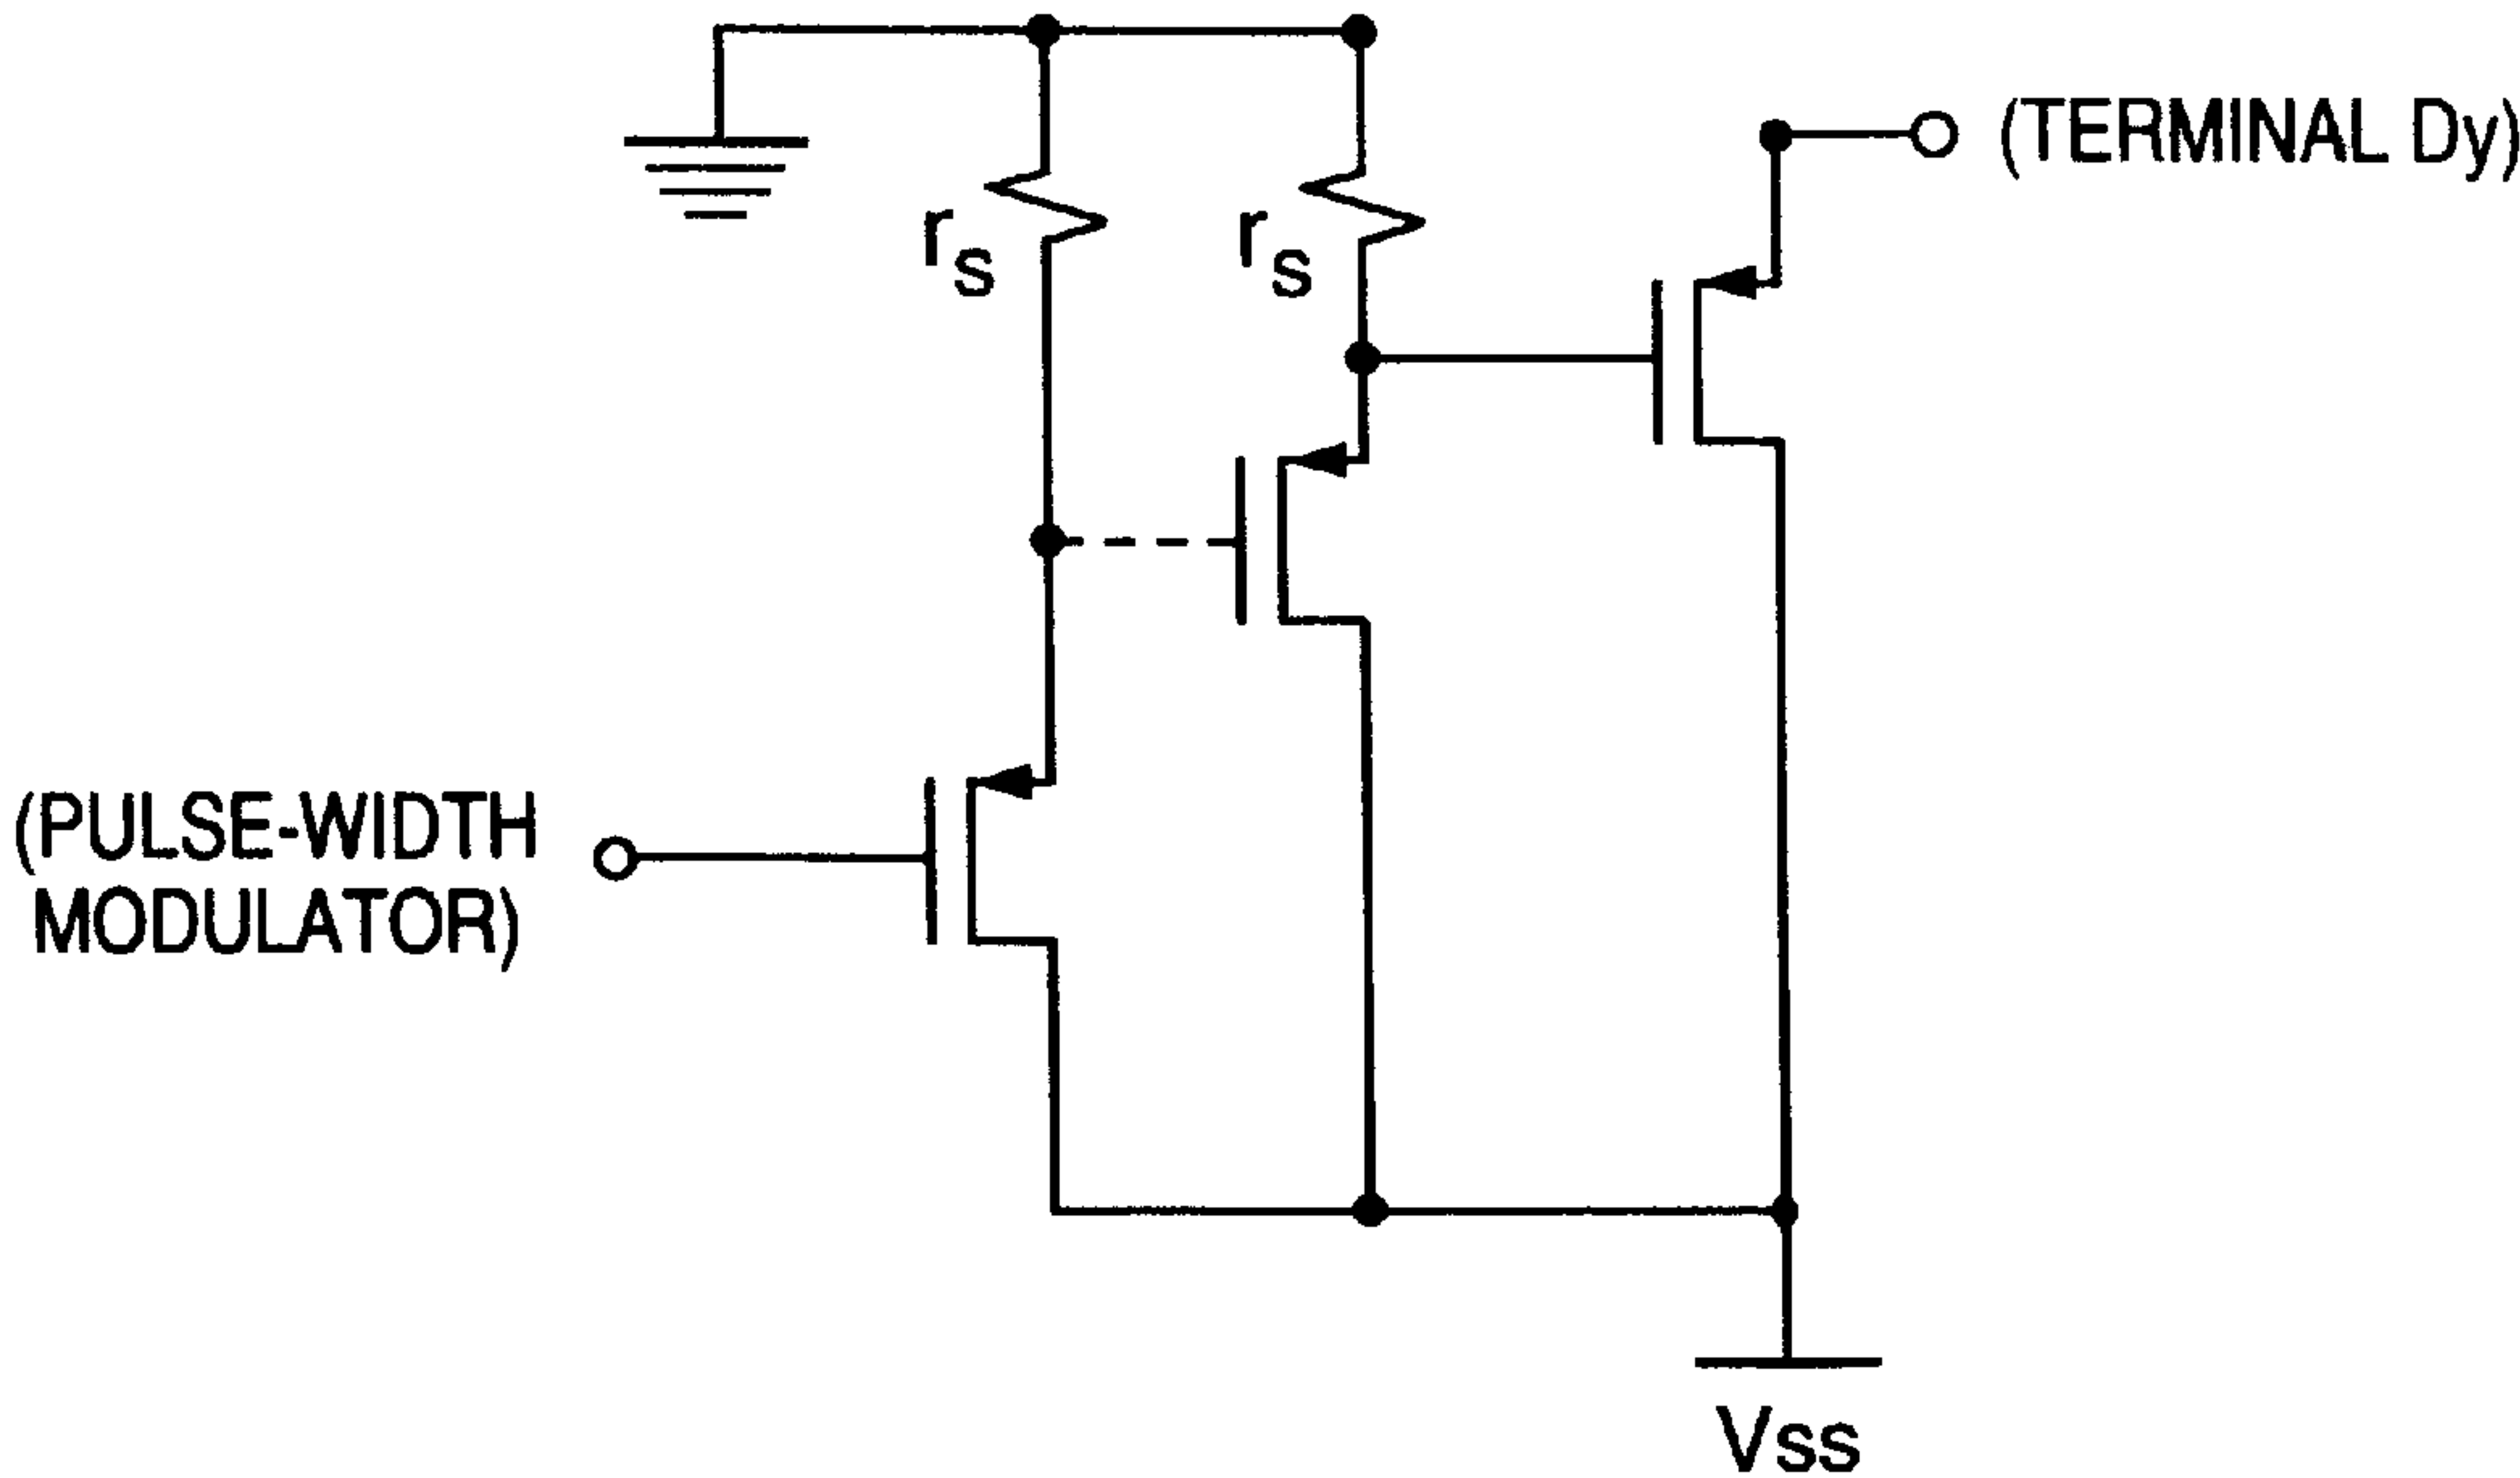 (TERMINAL Dy)
rs
rs
(PULSE-WIDTH
MODULATOR)
Vss